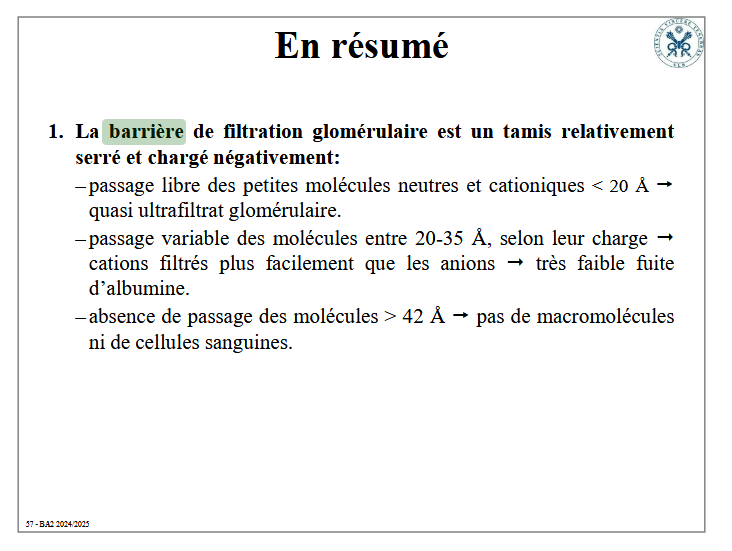 En résumé
1. La barrière de filtration glomérulaire est un tamis relativement
serré et chargé négativement:
–passage libre des petites molécules neutres et cationiques < 20 Å →
quasi ultrafiltrat glomérulaire.
–passage variable des molécules entre 20-35 Å, selon leur charge →
cations filtrés plus facilement que les anions → très faible fuite
d’albumine.
–absence de passage des molécules > 42 Å → pas de macromolécules
ni de cellules sanguines.
57 - BA2 2024/2025